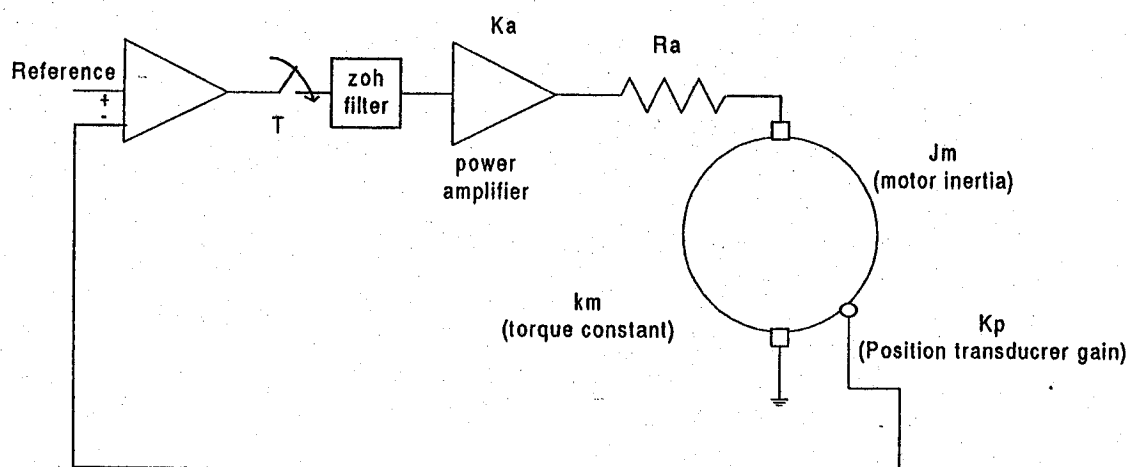 Ka
Ra
Reference
+
-
zoh
filter
T
power
amplifier
Jm
(motor inertia)
km
(torque constant)
Kp
(Position transducrer gain)